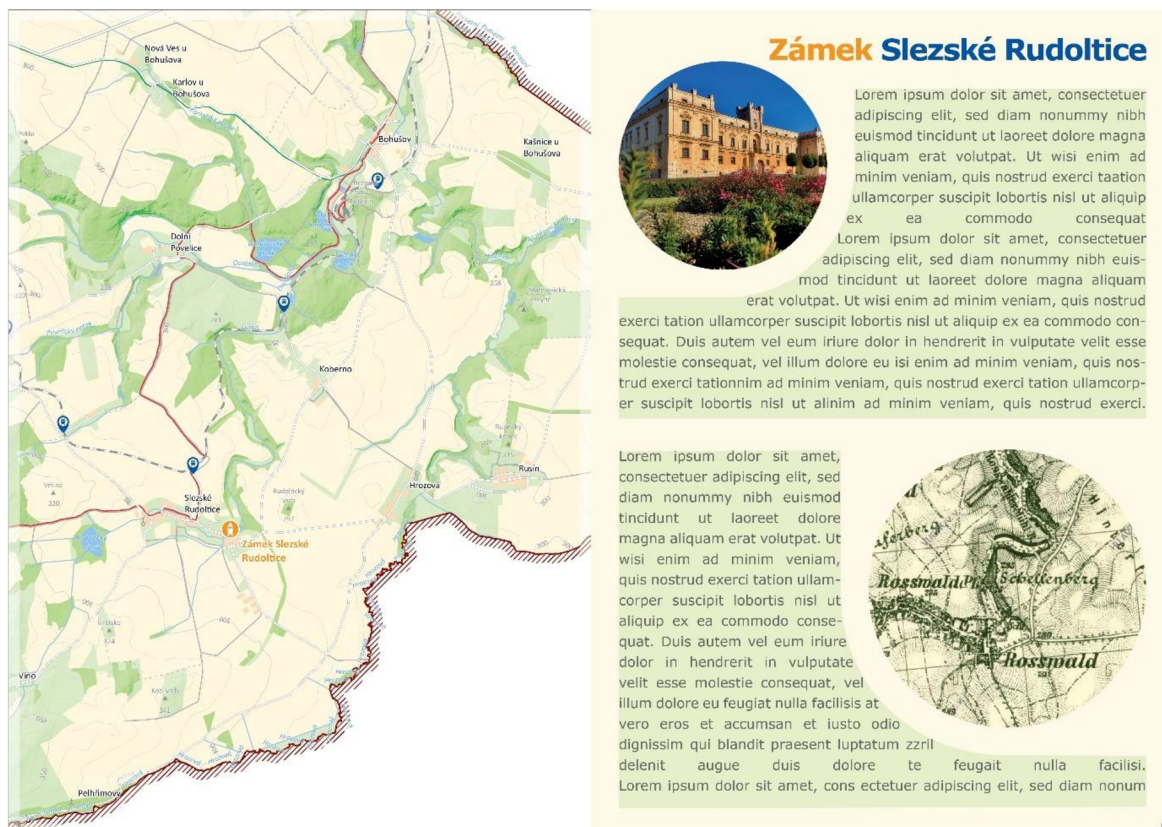 Nová Ves u
Bohušova
Karlov u
Bohušova
Bohušov
Kašnice u
Bohušova
Dolní
Povelice
Koberno
Rusín
Hrozová
Slezské
Rudoltice
Zámek Slezské
Rudoltice
Pelhřimovy
Zámek Slezské Rudoltice
Lorem ipsum dolor sit amet, consectetuer
adipiscing elit, sed diam nonummy nibh
euismod tincidunt ut laoreet dolore magna
aliquam erat volutpat. Ut wisi enim ad
minim veniam, quis nostrud exerci taation
ullamcorper suscipit lobortis nisl ut aliquip
ex ea commodo consequat
Lorem ipsum dolor sit amet, consectetuer
adipiscing elit, sed diam nonummy nibh euis-
mod tincidunt ut laoreet dolore magna aliquam
erat volutpat. Ut wisi enim ad minim veniam, quis nostrud
exerci tation ullamcorper suscipit lobortis nisl ut aliquip ex ea commodo con-
sequat. Duis autem vel eum iriure dolor in hendrerit in vulputate velit esse
molestie consequat, vel illum dolore eu isi enim ad minim veniam, quis nos-
trud exerci tationnim ad minim veniam, quis nostrud exerci tation ullamcorp-
er suscipit lobortis nisl ut alinim ad minim veniam, quis nostrud exerci.
Lorem ipsum dolor sit amet,
consectetuer adipiscing elit, sed
diam nonummy nibh euismod
tincidunt ut laoreet dolore
magna aliquam erat volutpat. Ut
wisi enim ad minim veniam,
quis nostrud exerci tation ullam-
corper suscipit lobortis nisl ut
aliquip ex ea commodo conse-
quat. Duis autem vel eum iriure
dolor in hendrerit in vulputate
velit esse molestie consequat, vel
illum dolore eu feugiat nulla facilisis at
vero eros et accumsan et iusto odio
dignissim qui blandit praesent luptatum zzril
delenit augue duis dolore te feugait nulla facilisi.
Lorem ipsum dolor sit amet, cons ectetuer adipiscing elit, sed diam nonum
Rosswald
Schellenberg
Rosswald